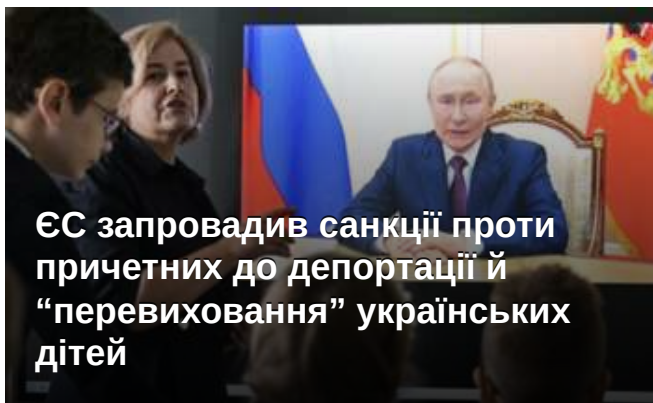 ЄС запровадив санкції проти
причетних до депортації й
“перевиховання” українських
дітей